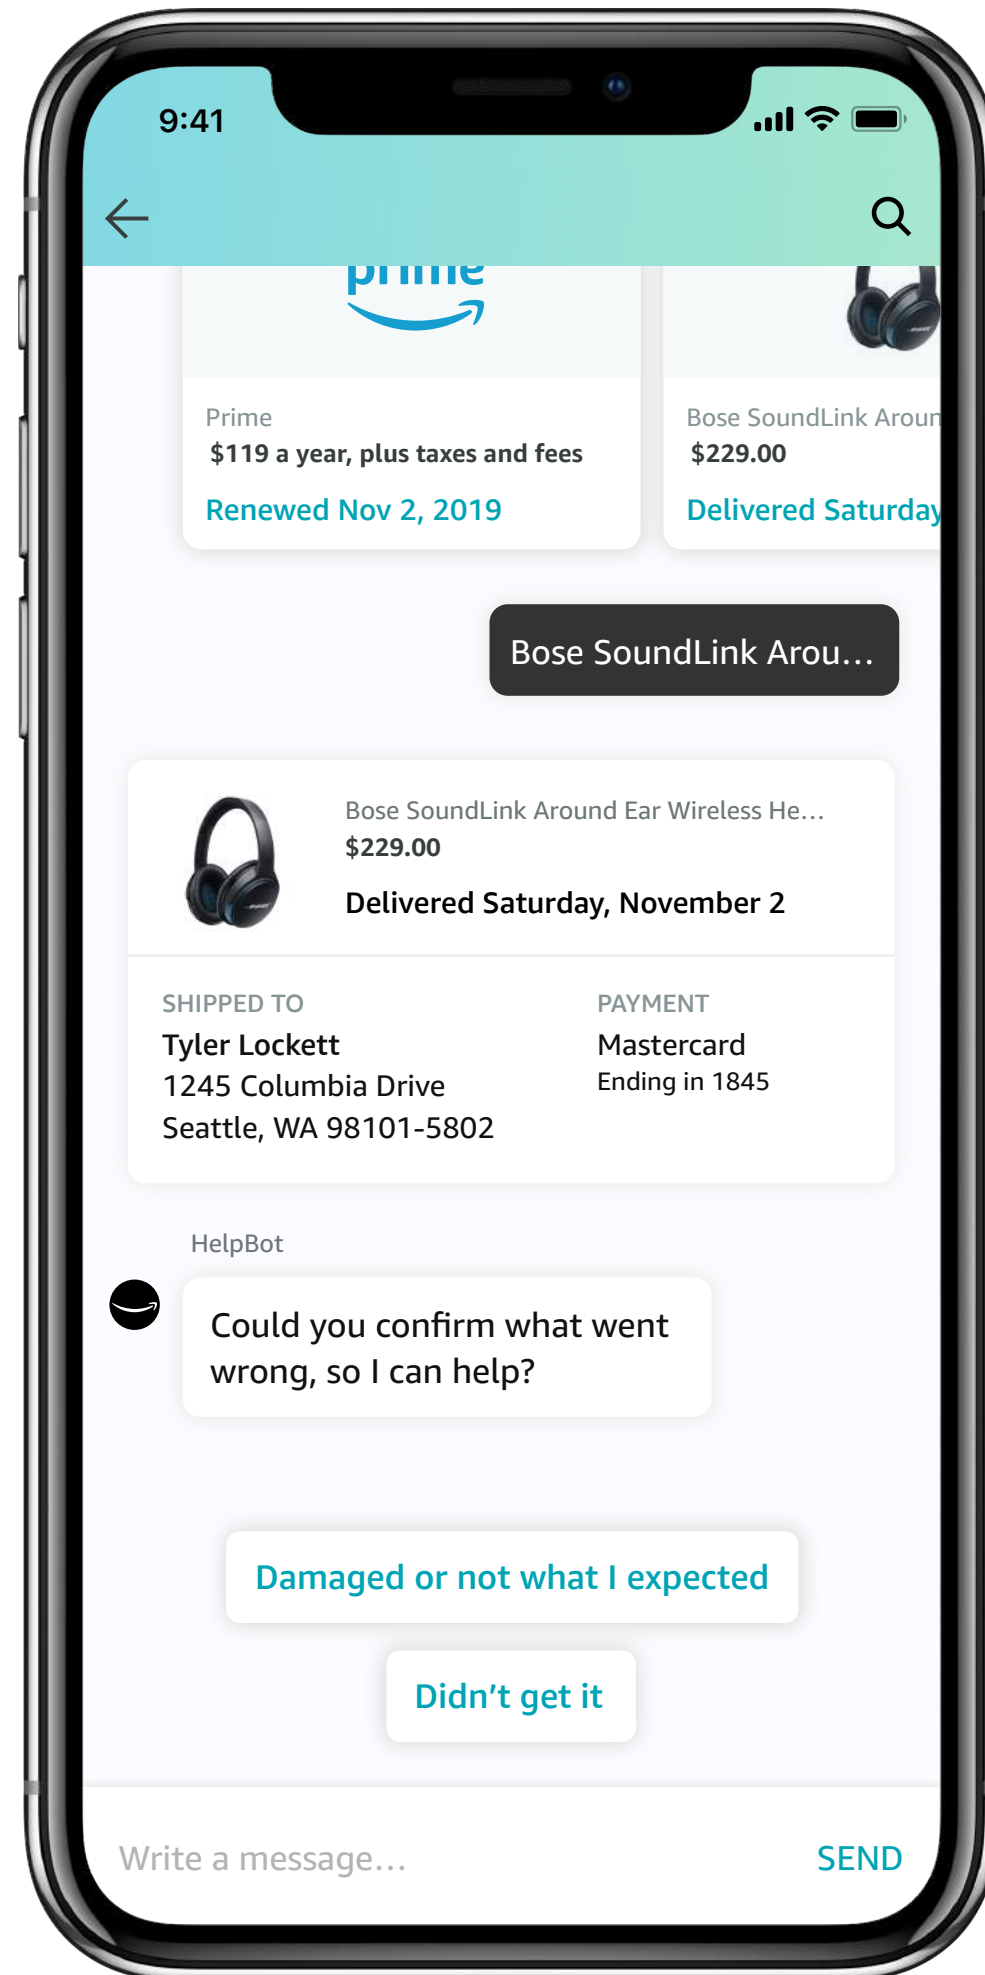 9:41
prime
Prime
$119 a year, plus taxes and fees
Renewed Nov 2, 2019
Bose SoundLink Aroun
$229.00
Delivered Saturday
Bose SoundLink Arou...
Bose SoundLink Around Ear Wireless He...
$229.00
Delivered Saturday, November 2
SHIPPED TO
Tyler Lockett
1245 Columbia Drive
Seattle, WA 98101-5802
PAYMENT
Mastercard
Ending in 1845
HelpBot
Could you confirm what went
wrong, so I can help?
Damaged or not what I expected
Didn't get it
Write a message...
SEND